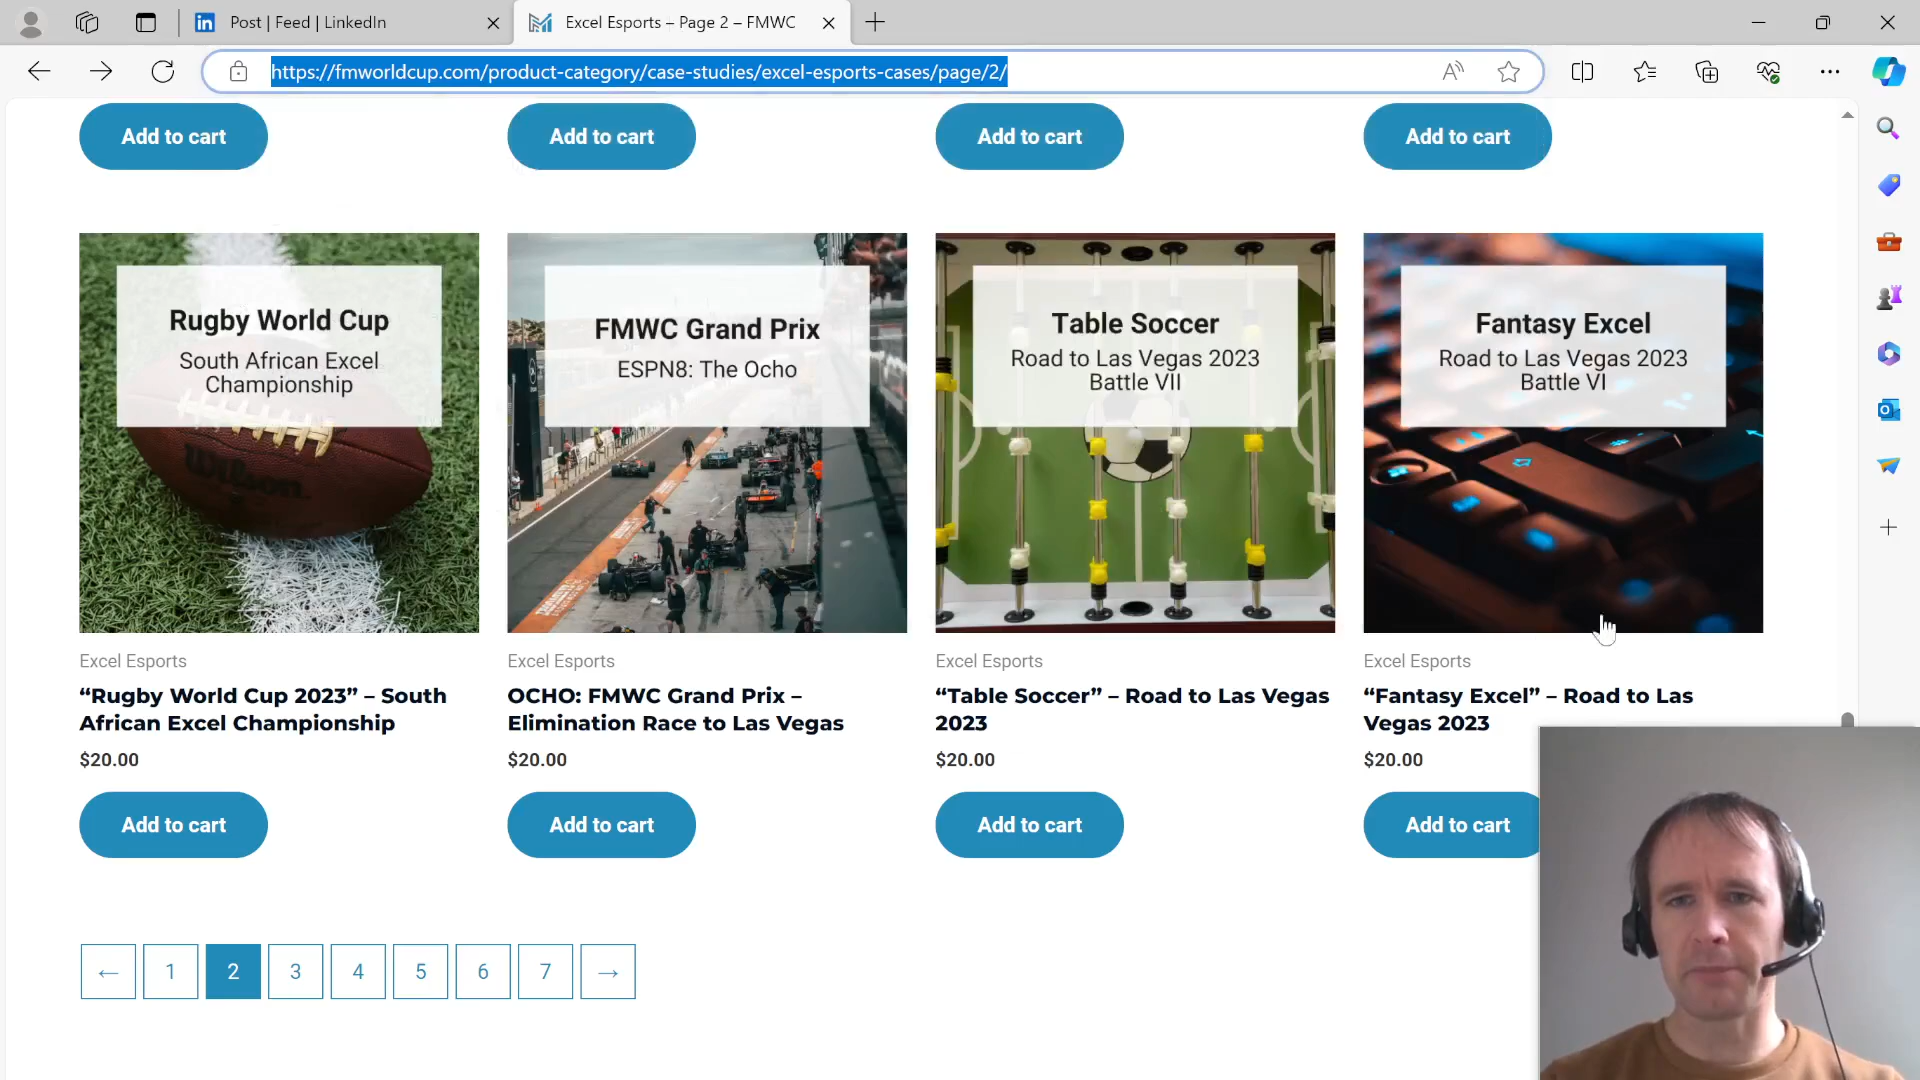 Post | Feed | LinkedIn
Excel Esports – Page 2 – FMWC
https://fmworldcup.com/product-category/case-studies/excel-esports-cases/page/2/
Add to cart
Add to cart
Add to cart
Add to cart
Rugby World Cup
South African Excel
Championship
Wilson
FMWC Grand Prix
ESPN8: The Ocho
Table Soccer
Road to Las Vegas 2023
Battle VII
Fantasy Excel
Road to Las Vegas 2023
Battle VI
Excel Esports
“Rugby World Cup 2023” – South
African Excel Championship
$20.00
Add to cart
Excel Esports
OCHO: FMWC Grand Prix –
Elimination Race to Las Vegas
$20.00
Add to cart
Excel Esports
“Table Soccer” – Road to Las Vegas
2023
$20.00
Add to cart
Excel Esports
“Fantasy Excel” – Road to Las
Vegas 2023
$20.00
Add to cart
← 1 2 3 4 5 6 7 →